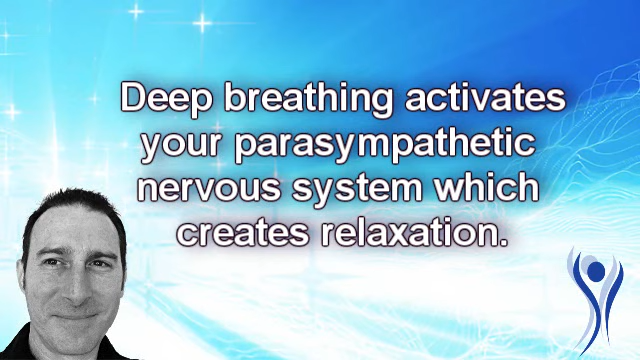 Deep breathing activates
your parasympathetic
nervous system which
creates relaxation.